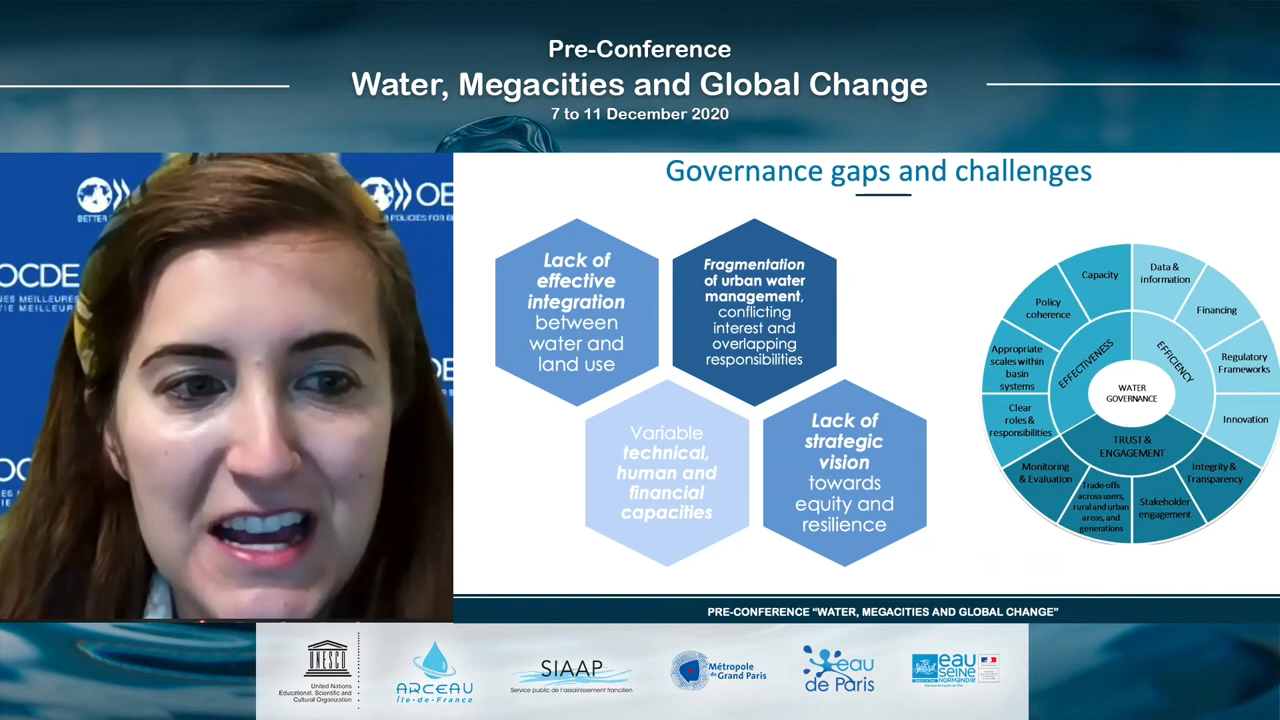 Pre-Conference
Water, Megacities and Global Change
7 to 11 December 2020
OE
BETTER
POLICIES FOR
OCDE
MEILLEURES
OE
Governance gaps and challenges
Lack of
effective
integration
between
water and
land use
Fragmentation
of urban water
management,
conflicting
interest and
overlapping
responsibilities
Variable
technical,
human and
financial
capacities
Lack of
strategic
vision
towards
equity and
resilience
Capacity
Data &
information
Policy
coherence
Financing
Appropriate
scales within
basin
systems
EFFECTIVENESS
EFFICIENCY
Regulatory
Frameworks
WATER
GOVERNANCE
Clear
roles &
responsibilities
Innovation
TRUST &
ENGAGEMENT
Monitoring
& Evaluation
Trade-offs
across users,
rural and urban
areas, and
generations
Stakeholder
engagement
Integrity &
Transparency
PRE-CONFERENCE “WATER, MEGACITIES AND GLOBAL CHANGE”
UNESCO
United Nations
Educational, Scientific and
Cultural Organization
ARCEAU
Île-de-France
SIAAP
Service public de l'assainissement francilien
Métropole
du Grand Paris
eau
de Paris
eau
SEINE
NORMANDIE